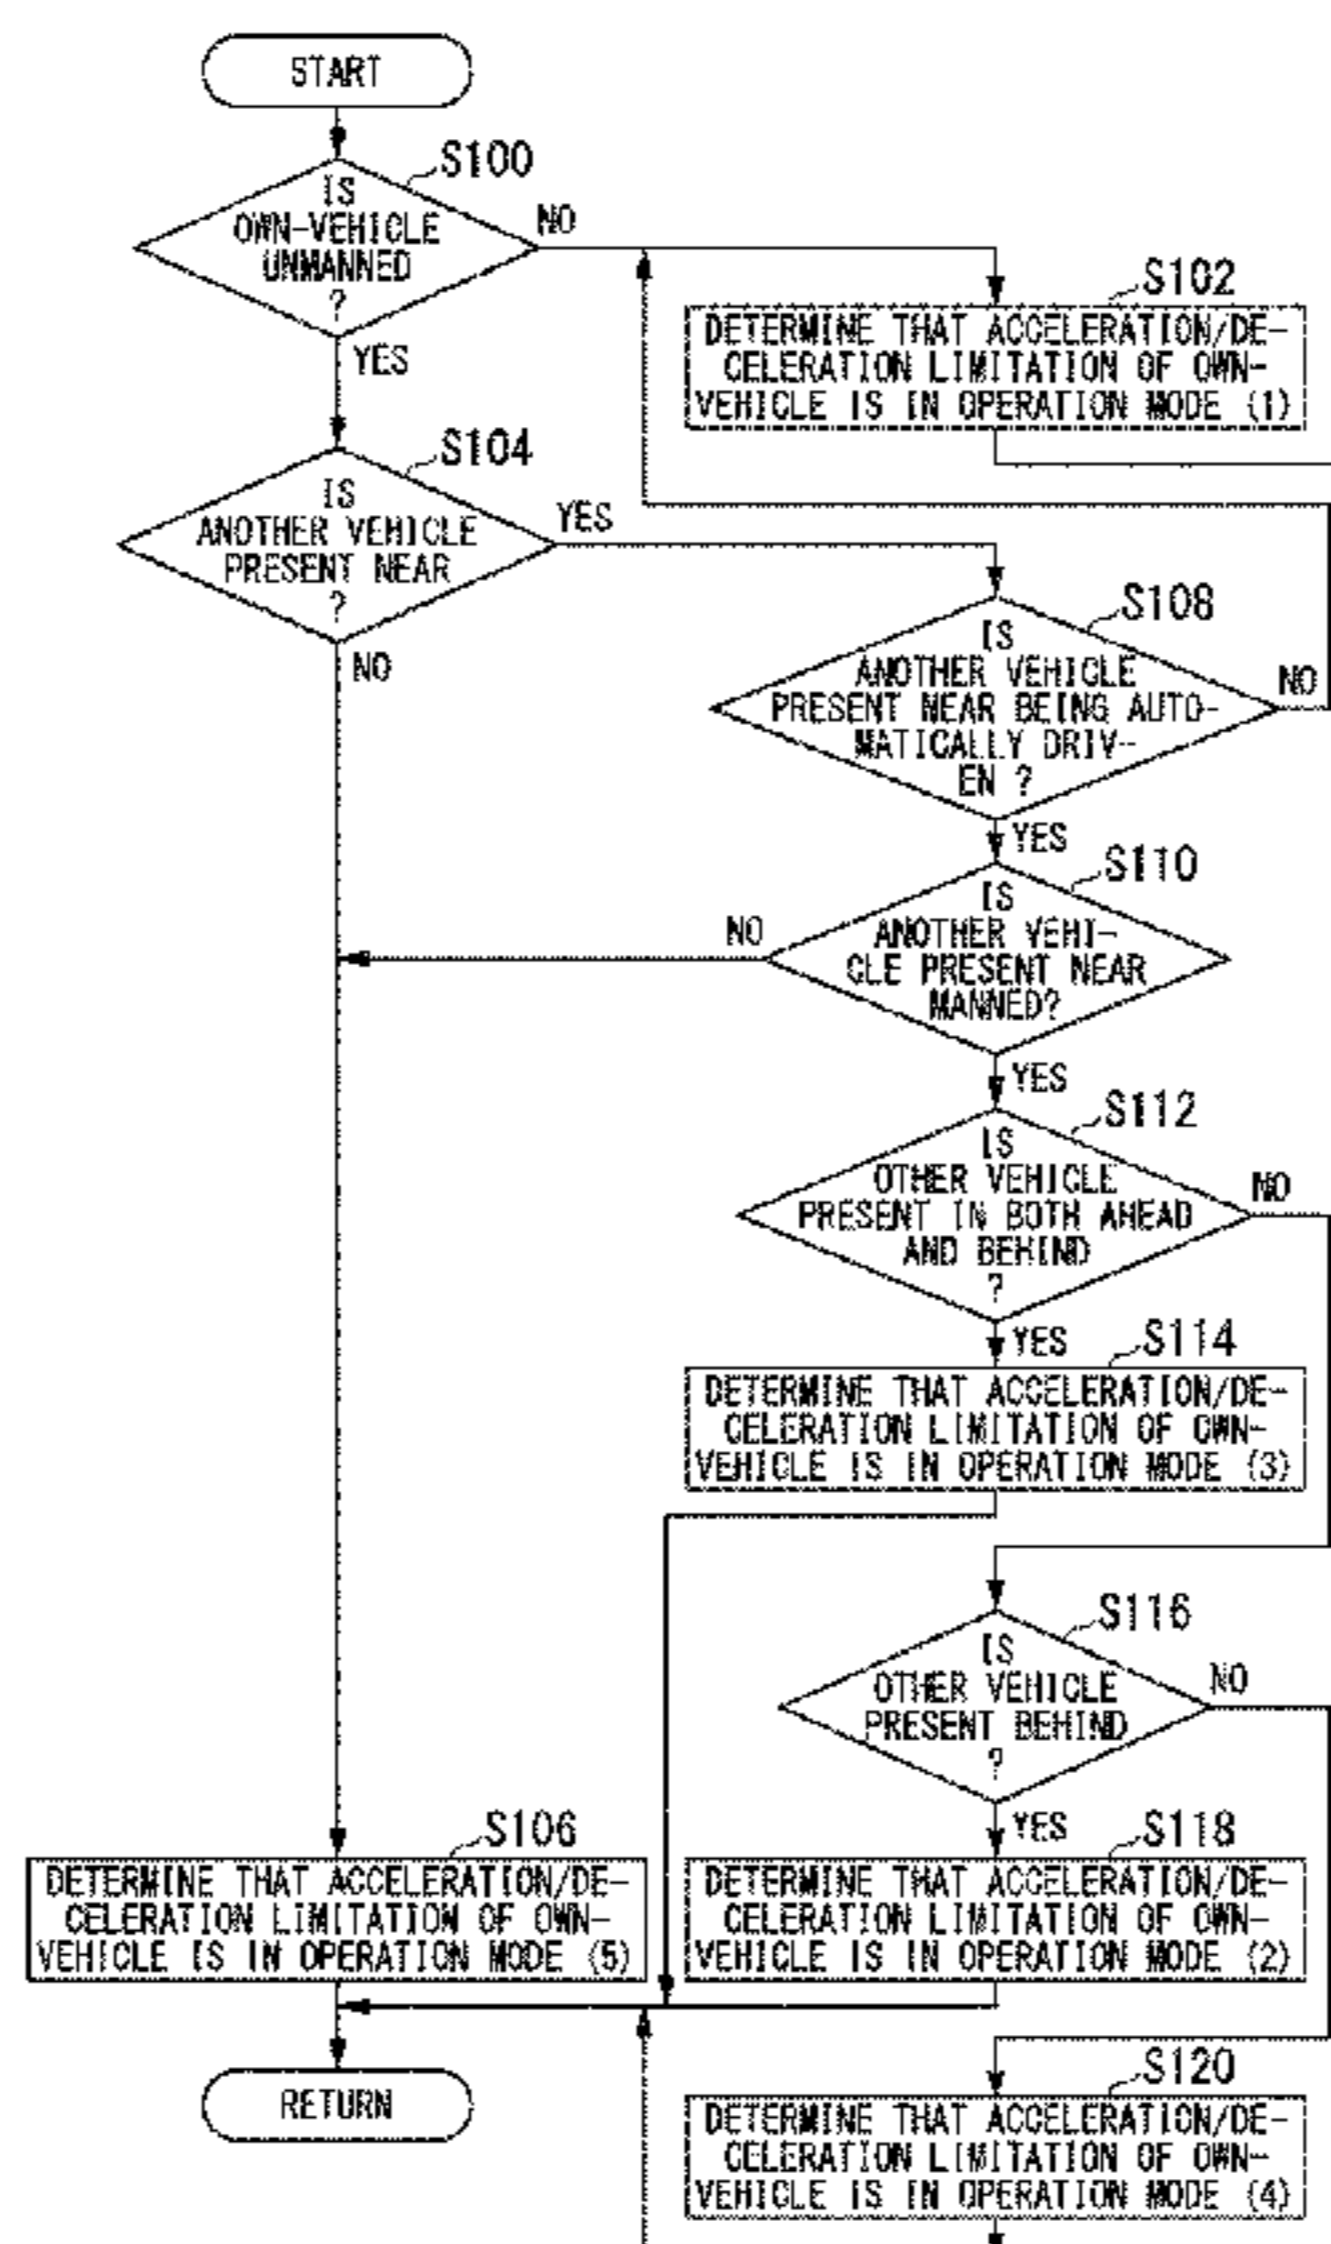 START
S100
IS
OWN-VEHICLE
UNMANNED
?
NO
YES
S102
DETERMINE THAT ACCELERATION/DE-
CELERATION LIMITATION OF OWN-
VEHICLE IS IN OPERATION MODE (1)
S104
IS
ANOTHER VEHICLE
PRESENT NEAR
?
YES
NO
S108
IS
ANOTHER VEHICLE
PRESENT NEAR BEING AUTO-
MATICALLY DRIV-
EN ?
NO
YES
S110
IS
ANOTHER VEHI-
CLE PRESENT NEAR
MANNED?
NO
YES
S112
IS
OTHER VEHICLE
PRESENT IN BOTH AHEAD
AND BEHIND
?
NO
YES
S114
DETERMINE THAT ACCELERATION/DE-
CELERATION LIMITATION OF OWN-
VEHICLE IS IN OPERATION MODE (3)
S116
IS
OTHER VEHICLE
PRESENT BEHIND
?
NO
YES
S106
DETERMINE THAT ACCELERATION/DE-
CELERATION LIMITATION OF OWN-
VEHICLE IS IN OPERATION MODE (5)
S118
DETERMINE THAT ACCELERATION/DE-
CELERATION LIMITATION OF OWN-
VEHICLE IS IN OPERATION MODE (2)
RETURN
S120
DETERMINE THAT ACCELERATION/DE-
CELERATION LIMITATION OF OWN-
VEHICLE IS IN OPERATION MODE (4)